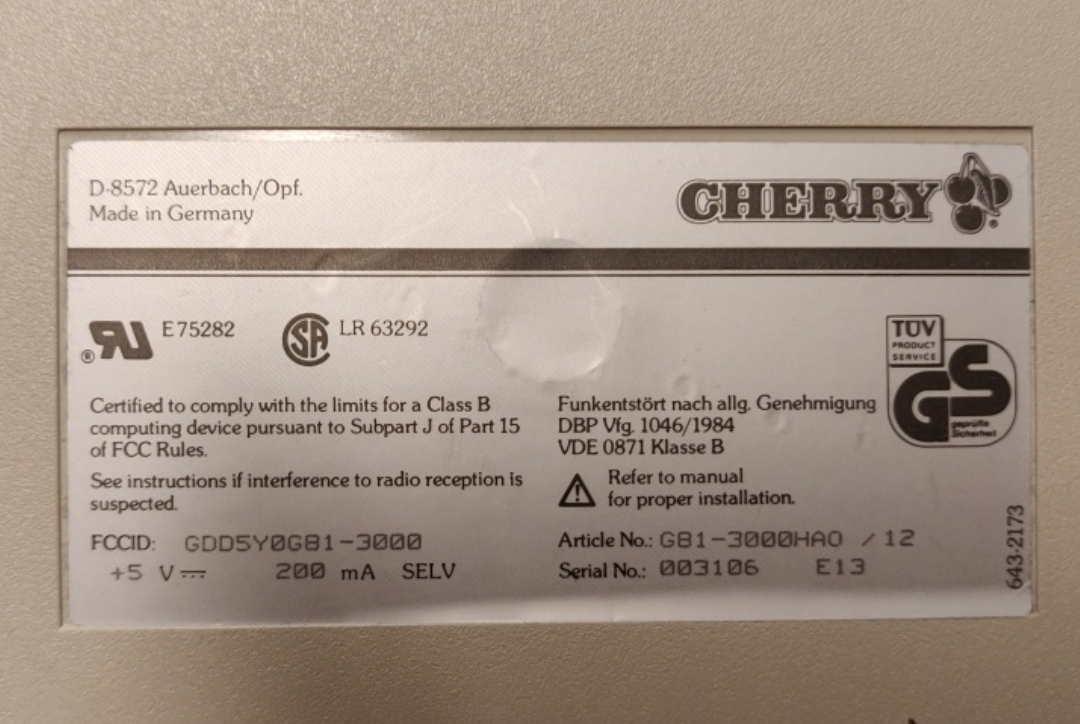 D-8572 Auerbach/Opf.
Made in Germany
CHERRY
®
® RU E 75282
SA LR 63292
TÜV
PRODUCT
SERVICE
GS
geprüfte
Sicherheit
Certified to comply with the limits for a Class B
computing device pursuant to Subpart J of Part 15
of FCC Rules.
See instructions if interference to radio reception is
suspected.
FCCID: GDD5Y0G81-3000
+5 V⎓ 200 mA SELV
Funkentstört nach allg. Genehmigung
DBP Vfg. 1046/1984
VDE 0871 Klasse B
Refer to manual
for proper installation.
Article No.: G81-3000HAO / 12
Serial No.: 003106 E13
643-2173